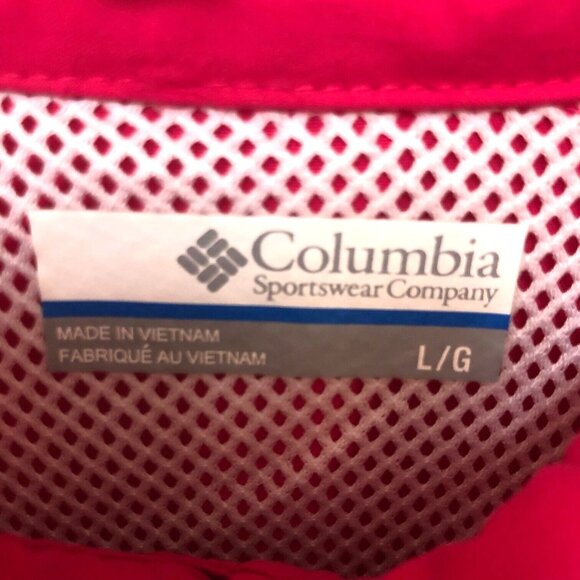 Columbia
Sportswear Company
MADE IN VIETNAM
FABRIQUÉ AU VIETNAM
L/G